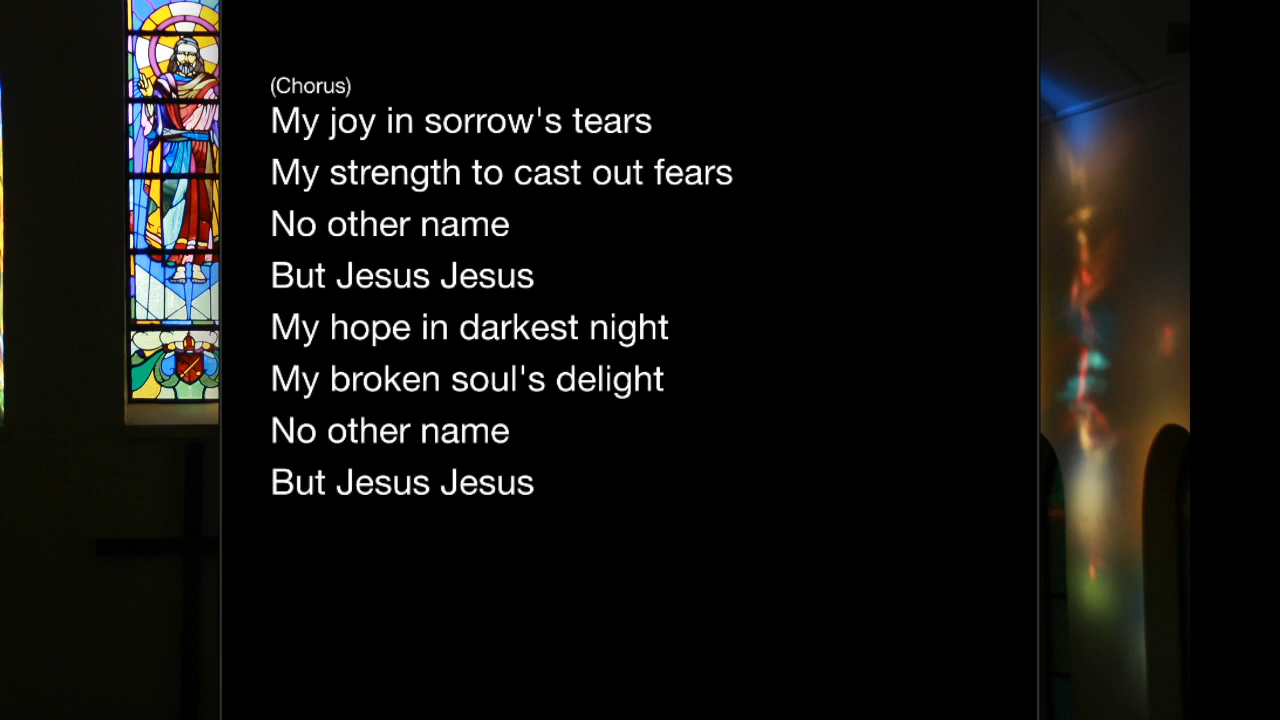 (Chorus)
My joy in sorrow's tears
My strength to cast out fears
No other name
But Jesus Jesus
My hope in darkest night
My broken soul's delight
No other name
But Jesus Jesus